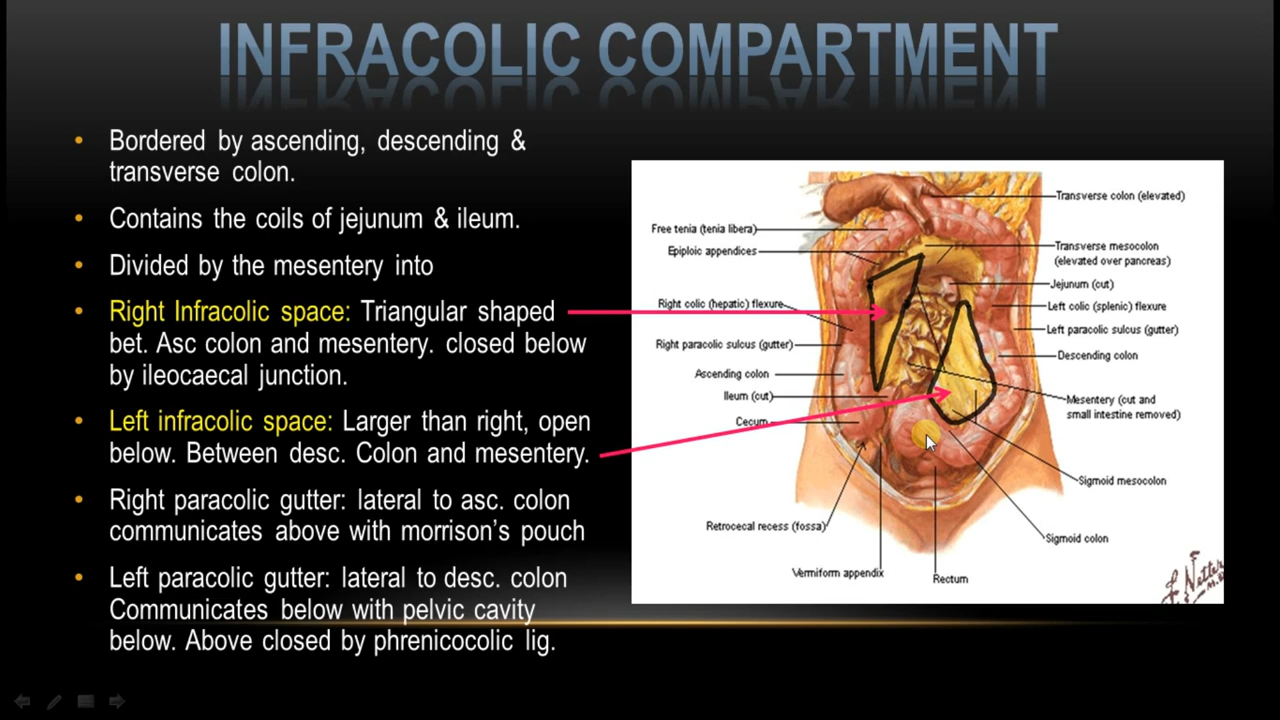 INFRACOLIC COMPARTMENT
• Bordered by ascending, descending &
transverse colon.
• Contains the coils of jejunum & ileum.
• Divided by the mesentery into
• Right Infracolic space: Triangular shaped
bet. Asc colon and mesentery. closed below
by ileocaecal junction.
• Left infracolic space: Larger than right, open
below. Between desc. Colon and mesentery.
• Right paracolic gutter: lateral to asc. colon
communicates above with morrison's pouch
• Left paracolic gutter: lateral to desc. colon
Communicates below with pelvic cavity
below. Above closed by phrenicocolic lig.
Free tenia (tenia libera)
Epiploic appendices
Right colic (hepatic) flexure
Right paracolic sulcus (gutter)
Ascending colon
Ileum (cut)
Cecum
Retrocecal recess (fossa)
Vermiform appendix
Rectum
Transverse colon (elevated)
Transverse mesocolon
(elevated over pancreas)
Jejunum (cut)
Left colic (splenic) flexure
Left paracolic sulcus (gutter)
Descending colon
Mesentery (cut and
small intestine removed)
Sigmoid mesocolon
Sigmoid colon
F. Netter
M.D.